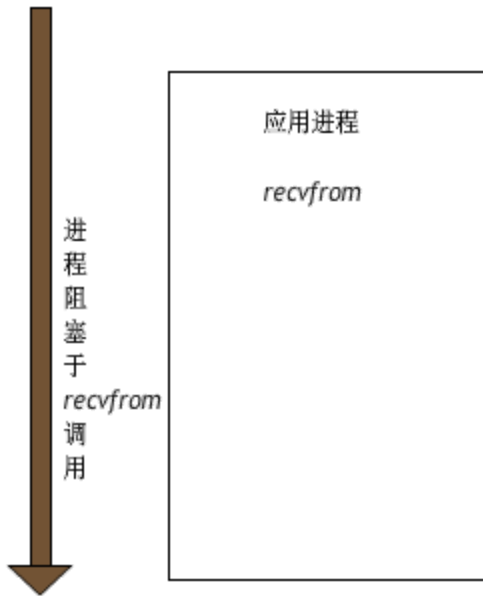 应用进程
recvfrom
进
程
阻
塞
于
recvfrom
调
用